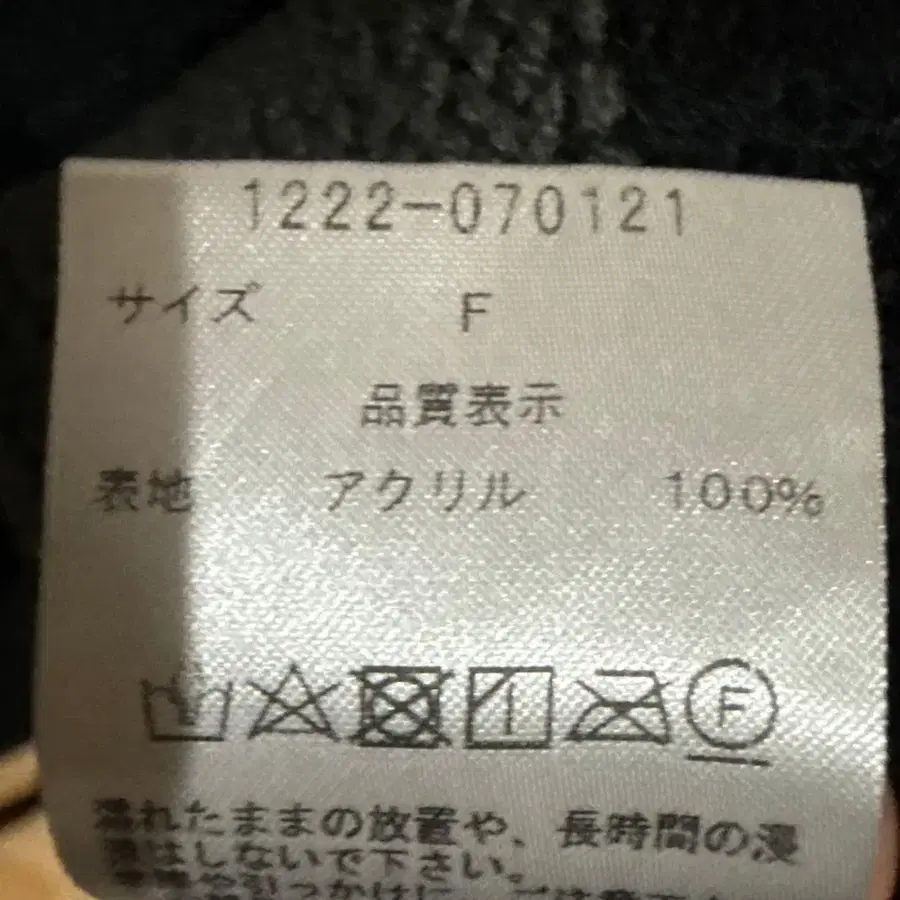 1222-070121
サイズ F
品質表示
表地 アクリル 100%
F
濡れたままの放置や、長時間の浸
漬はしないで下さい。